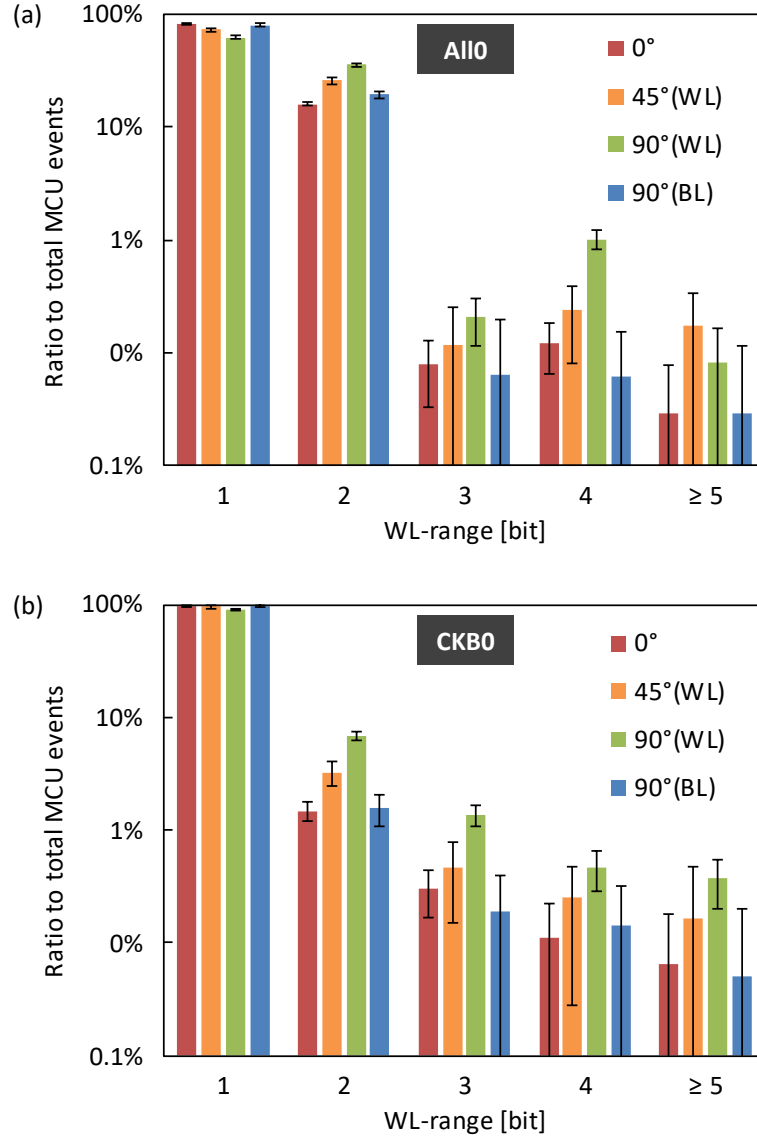 (a)
100%
10%
1%
0%
0.1%
Ratio to total MCU events
All0
0°
45°(WL)
90°(WL)
90°(BL)
1 2 3 4 ≥ 5
WL-range [bit]
(b)
100%
10%
1%
0%
0.1%
Ratio to total MCU events
CKB0
0°
45°(WL)
90°(WL)
90°(BL)
1 2 3 4 ≥ 5
WL-range [bit]